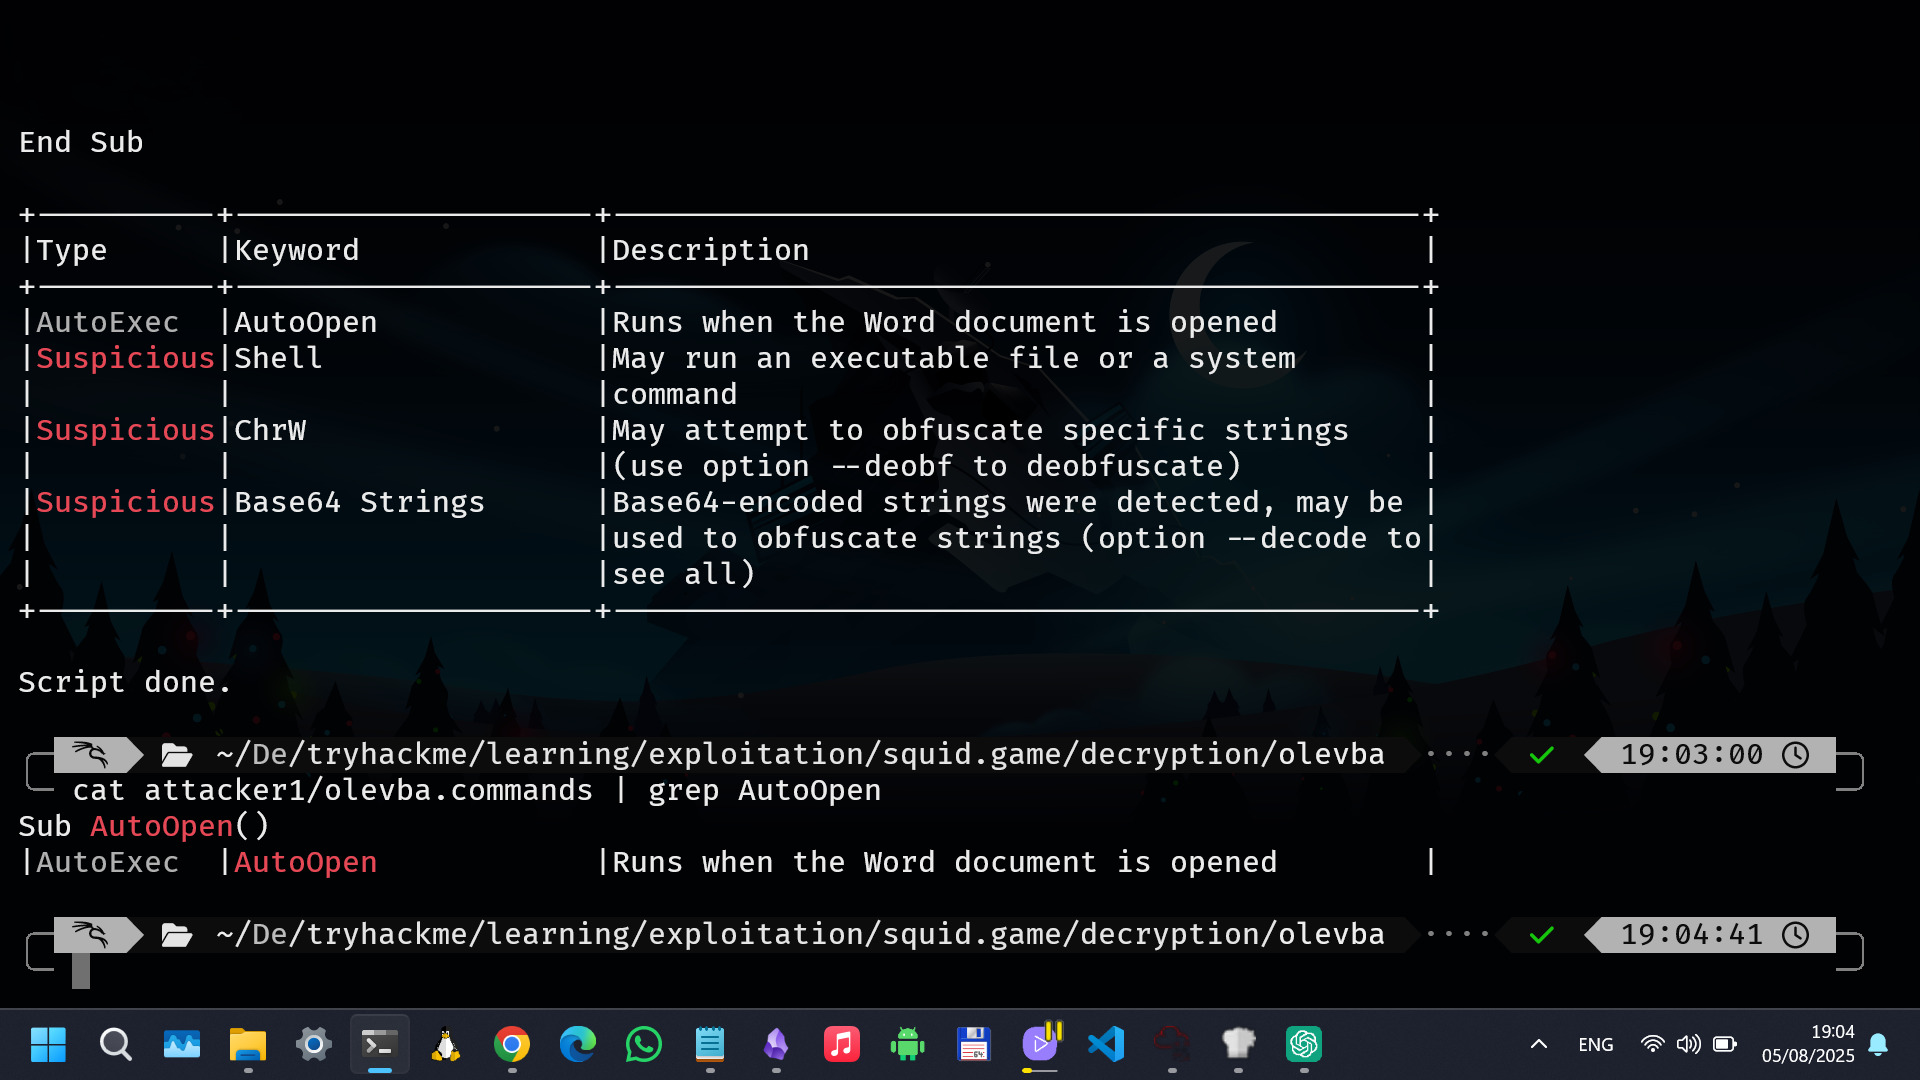 End Sub
+----------+--------------------+---------------------------------------------+
|Type      |Keyword             |Description                                  |
+----------+--------------------+---------------------------------------------+
|AutoExec  |AutoOpen            |Runs when the Word document is opened        |
|Suspicious|Shell               |May run an executable file or a system       |
|          |                    |command                                      |
|Suspicious|ChrW                |May attempt to obfuscate specific strings    |
|          |                    |(use option --deobf to deobfuscate)          |
|Suspicious|Base64 Strings      |Base64-encoded strings were detected, may be |
|          |                    |used to obfuscate strings (option --decode to|
|          |                    |see all)                                     |
+----------+--------------------+---------------------------------------------+
Script done.
~/De/tryhackme/learning/exploitation/squid.game/decryption/olevba ···· ✓ 19:03:00
cat attacker1/olevba.commands | grep AutoOpen
Sub AutoOpen()
|AutoExec  |AutoOpen            |Runs when the Word document is opened        |
~/De/tryhackme/learning/exploitation/squid.game/decryption/olevba ···· ✓ 19:04:41
ENG
19:04
05/08/2025